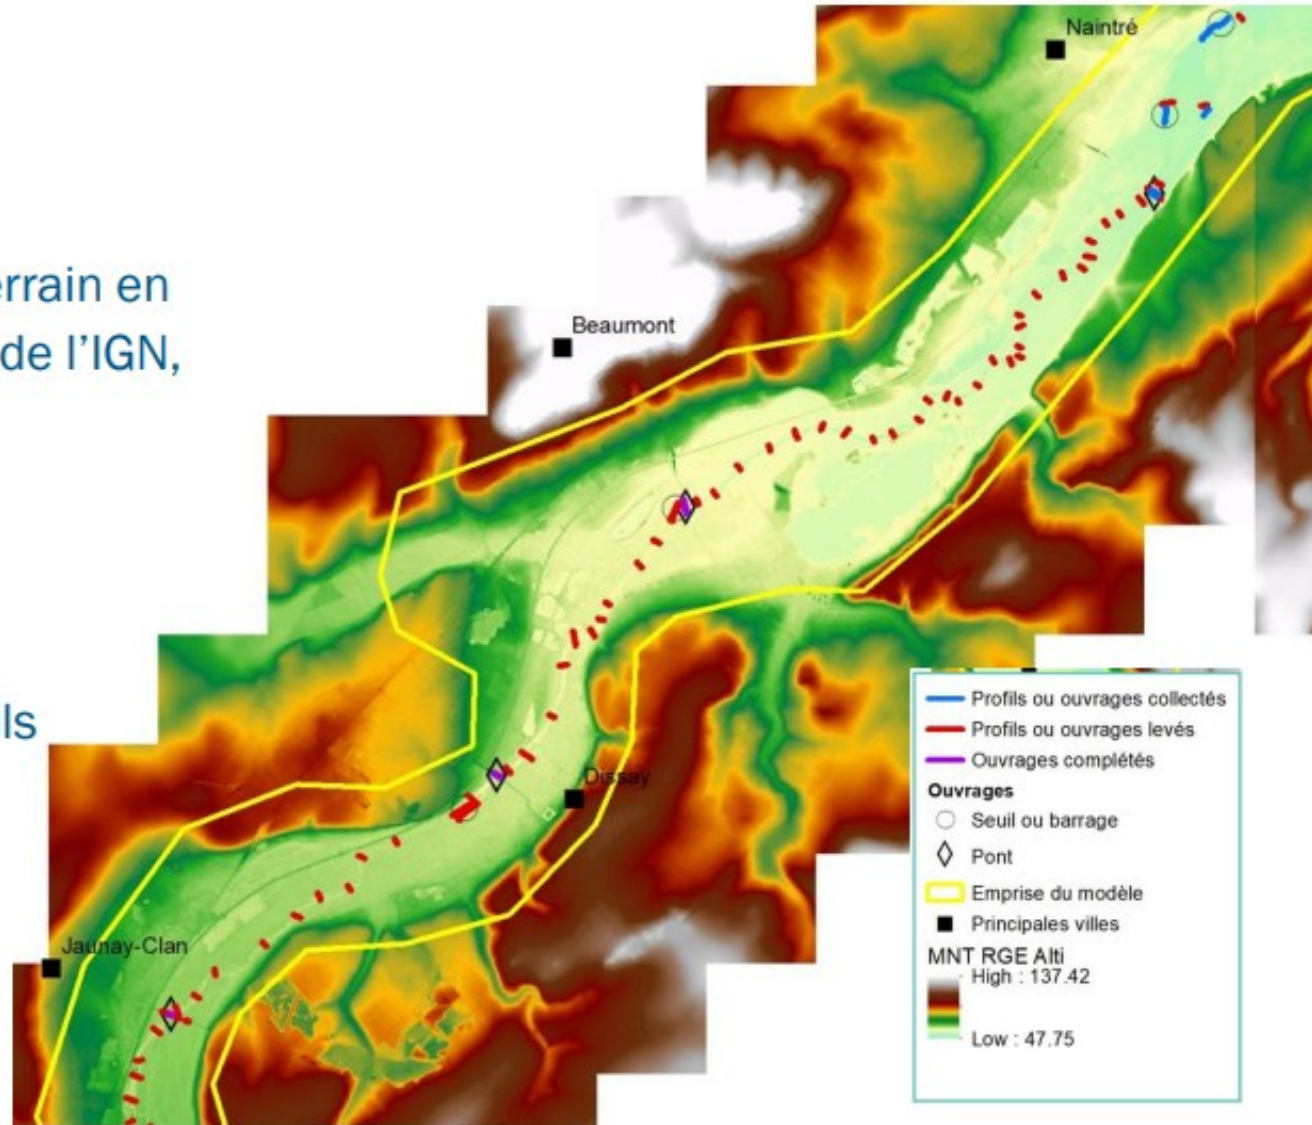 errain en
de l'IGN,
ls
Naintré
Beaumont
Dissay
Jaunay-Clan
Profils ou ouvrages collectés
Profils ou ouvrages levés
Ouvrages complétés
Ouvrages
Seuil ou barrage
Pont
Emprise du modèle
Principales villes
MNT RGE Alti
High : 137.42
Low : 47.75